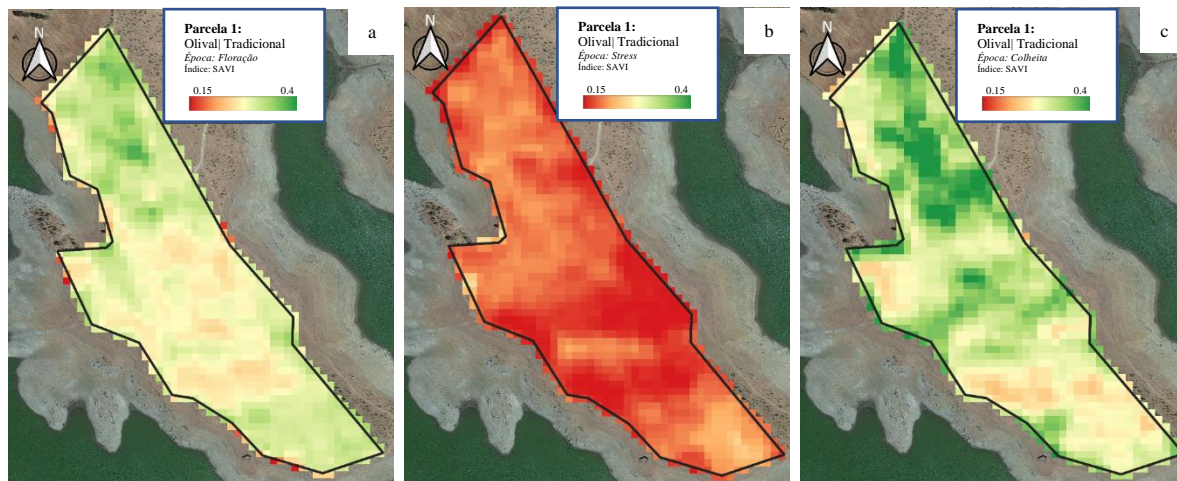 N
Parcela 1:
Olival| Tradicional
Época: Floração
Índice: SAVI
0.15 0.4
a
N
Parcela 1:
Olival| Tradicional
Época: Stress
Índice: SAVI
0.15 0.4
b
N
Parcela 1:
Olival| Tradicional
Época: Colheita
Índice: SAVI
0.15 0.4
c